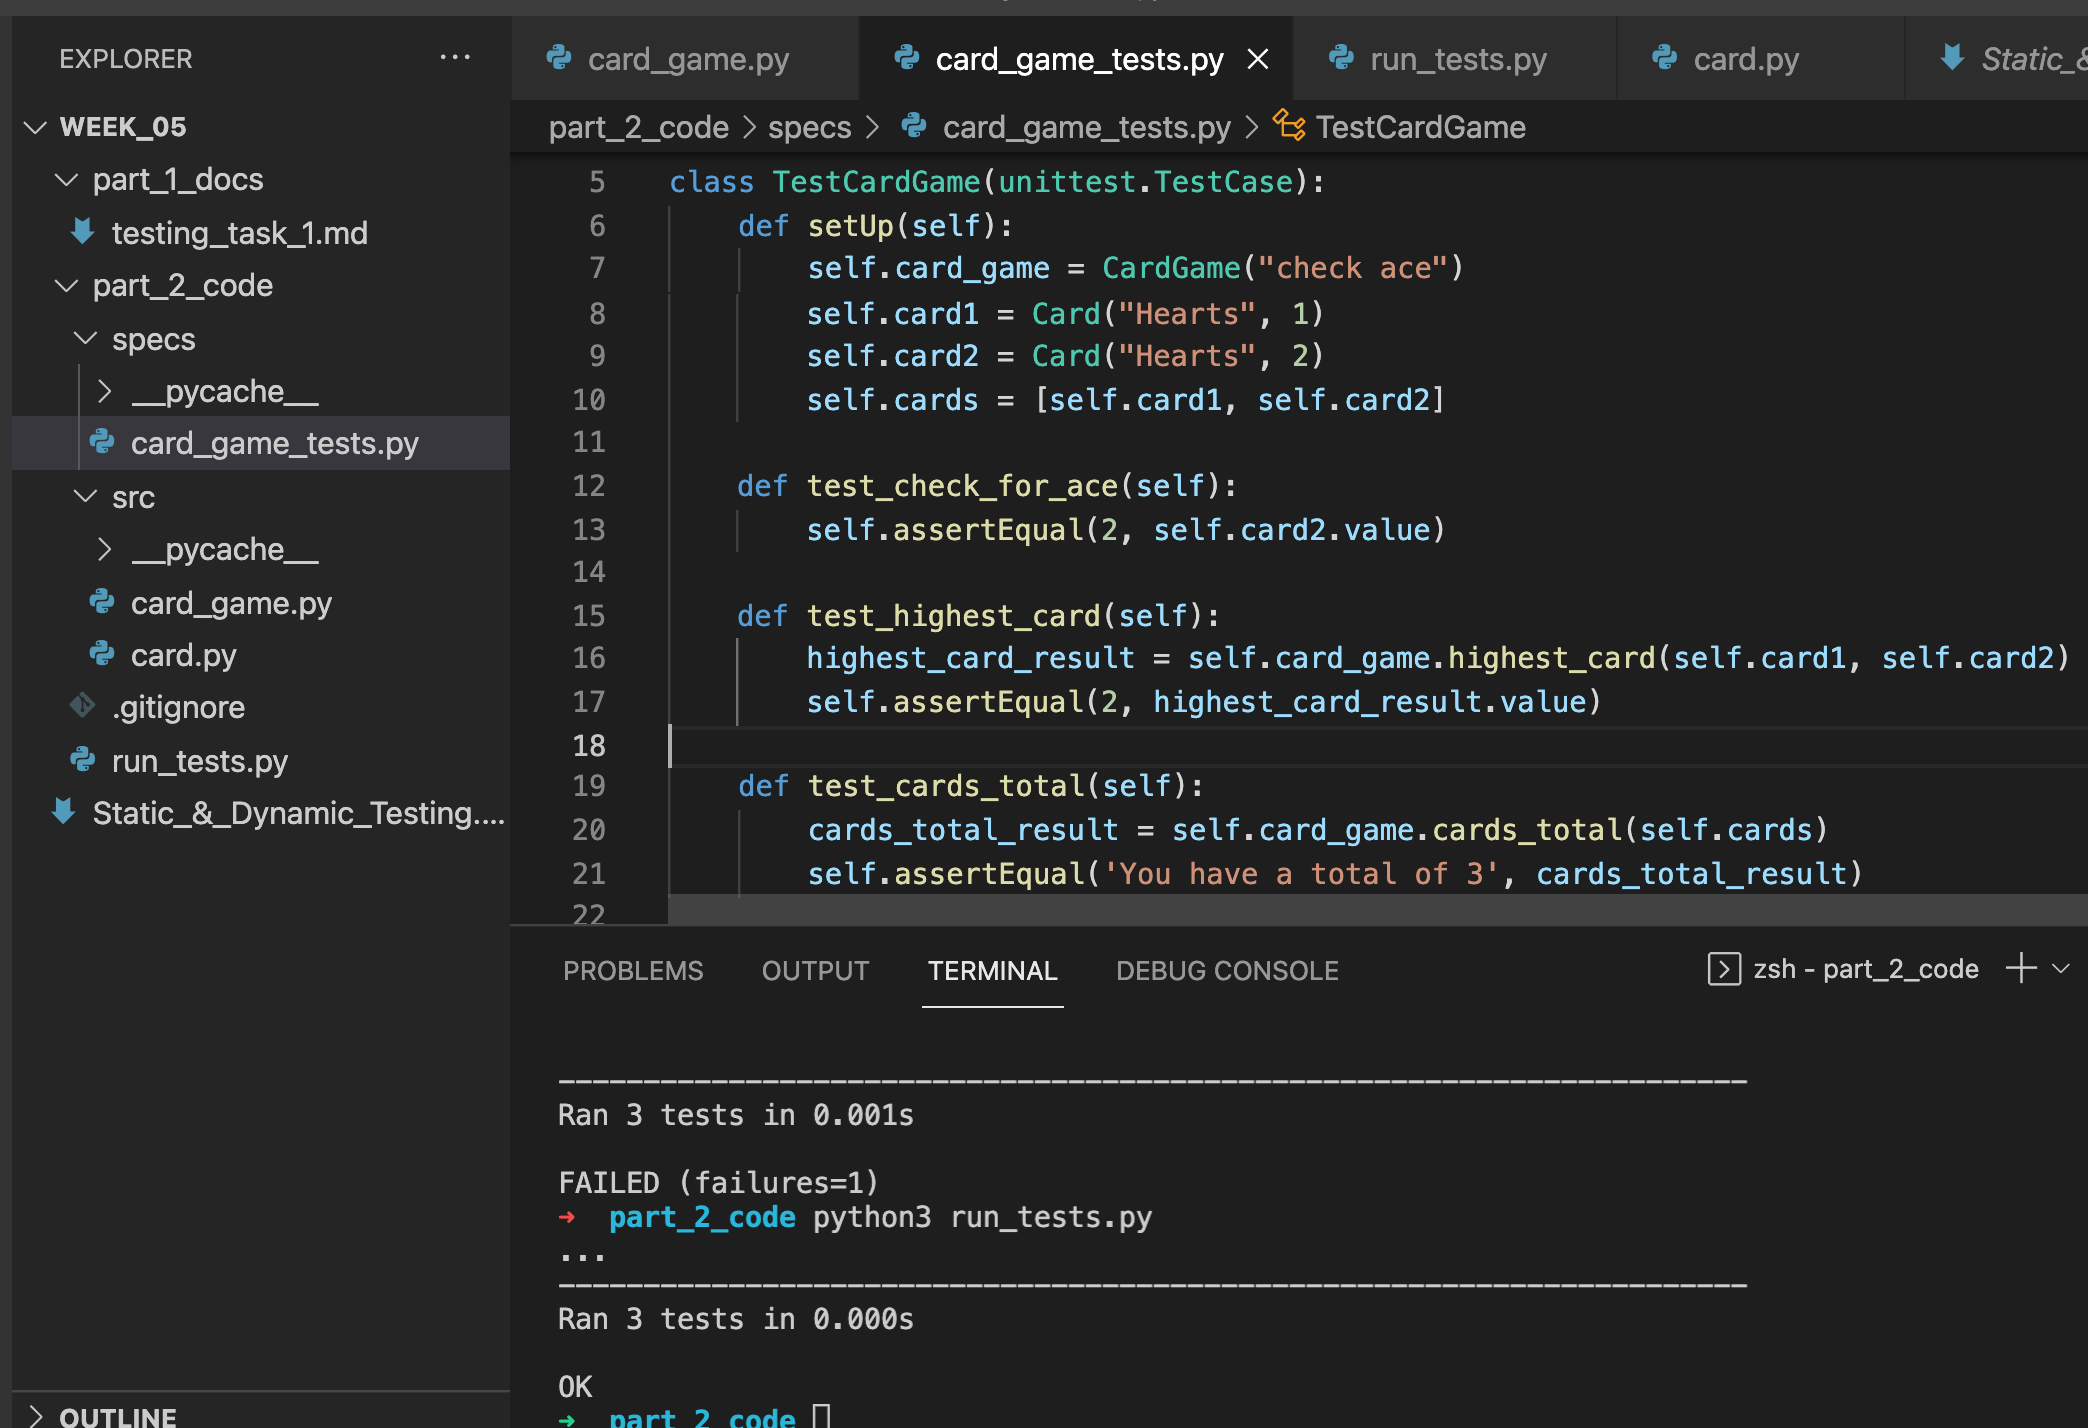 EXPLORER ...
WEEK_05
part_1_docs
testing_task_1.md
part_2_code
specs
__pycache__
card_game_tests.py
src
__pycache__
card_game.py
card.py
.gitignore
run_tests.py
Static_&_Dynamic_Testing....
OUTLINE
card_game.py card_game_tests.py run_tests.py card.py Static_&
part_2_code > specs > card_game_tests.py > TestCardGame
5 class TestCardGame(unittest.TestCase):
6 def setUp(self):
7 self.card_game = CardGame("check ace")
8 self.card1 = Card("Hearts", 1)
9 self.card2 = Card("Hearts", 2)
10 self.cards = [self.card1, self.card2]
11
12 def test_check_for_ace(self):
13 self.assertEqual(2, self.card2.value)
14
15 def test_highest_card(self):
16 highest_card_result = self.card_game.highest_card(self.card1, self.card2)
17 self.assertEqual(2, highest_card_result.value)
18
19 def test_cards_total(self):
20 cards_total_result = self.card_game.cards_total(self.cards)
21 self.assertEqual('You have a total of 3', cards_total_result)
22
PROBLEMS OUTPUT TERMINAL DEBUG CONSOLE zsh - part_2_code
----------------------------------------------------------------------
Ran 3 tests in 0.001s
FAILED (failures=1)
➜ part_2_code python3 run_tests.py
...
----------------------------------------------------------------------
Ran 3 tests in 0.000s
OK
➜ part_2_code